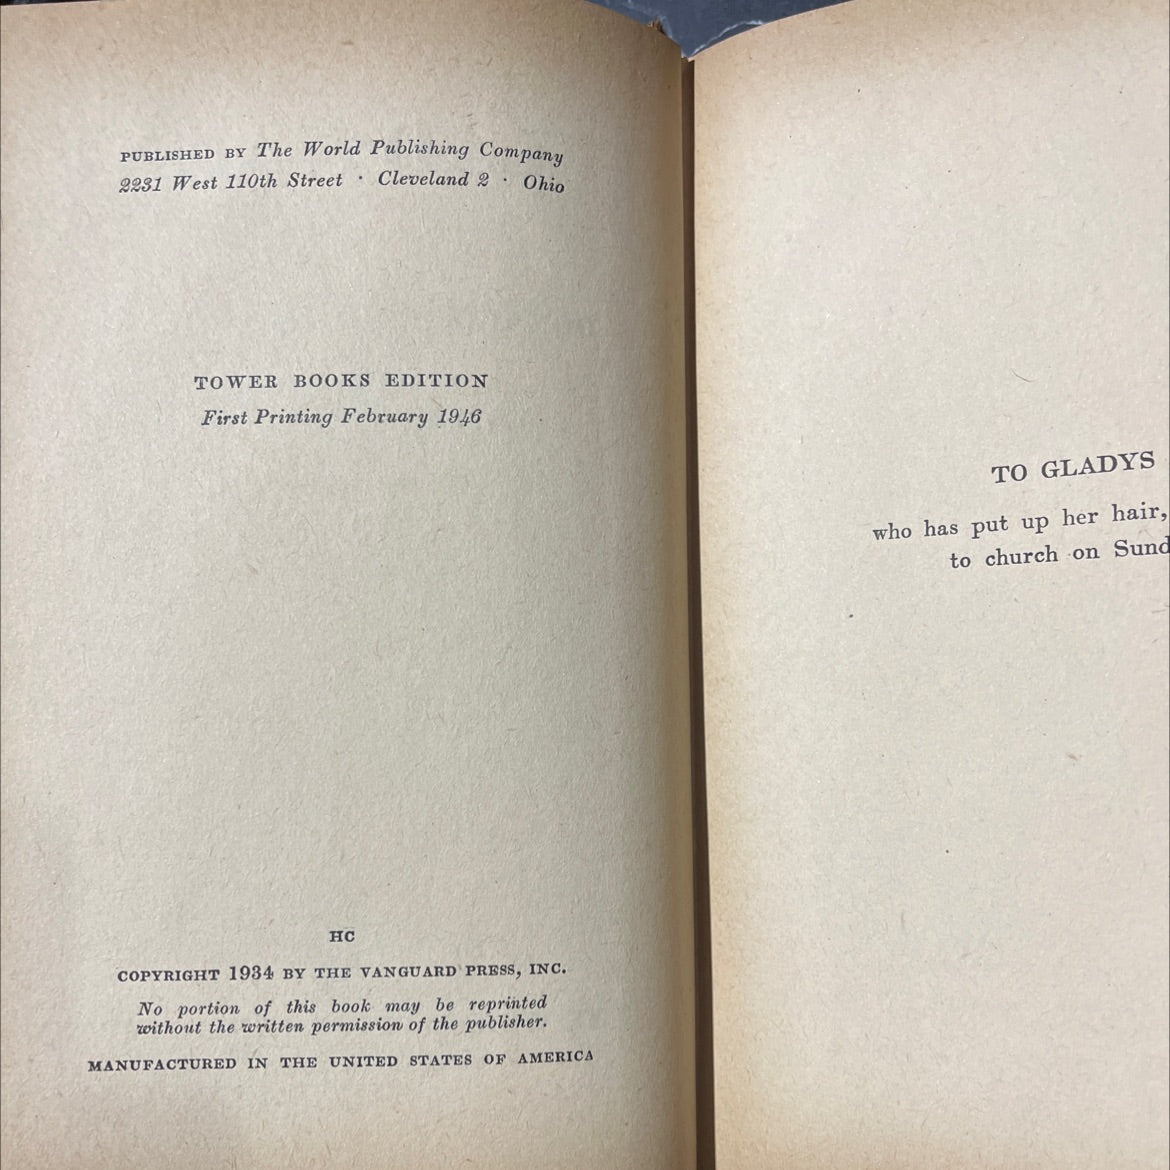 PUBLISHED BY The World Publishing Company
2231 West 110th Street · Cleveland 2 · Ohio
TOWER BOOKS EDITION
First Printing February 1946
HC
COPYRIGHT 1934 BY THE VANGUARD PRESS, INC.
No portion of this book may be reprinted
without the written permission of the publisher.
MANUFACTURED IN THE UNITED STATES OF AMERICA
TO GLADYS
who has put up her hair,
to church on Sund